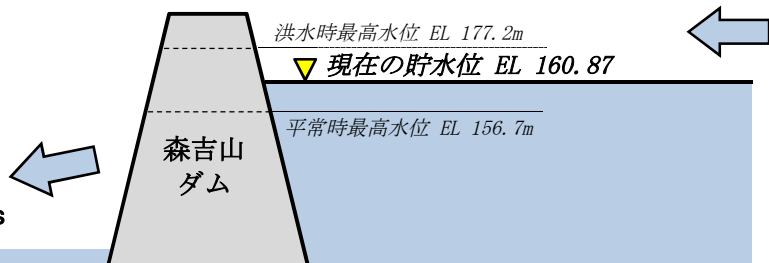 洪水時最高水位 EL 177.2m
現在の貯水位 EL 160.87
平常時最高水位 EL 156.7m
森吉山
ダム
s